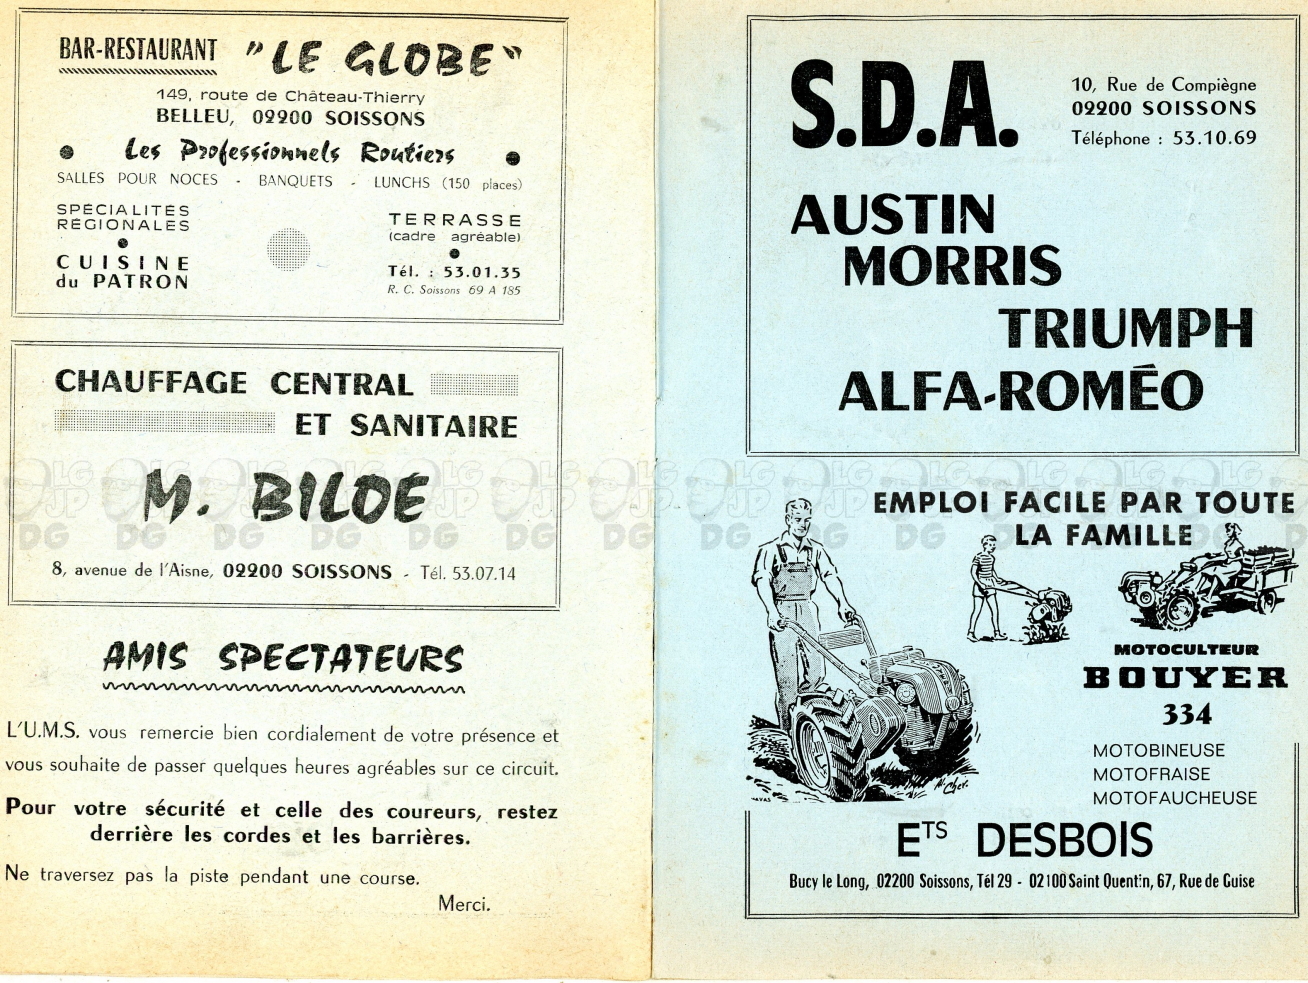 BAR-RESTAURANT "LE GLOBE"
149, route de Château-Thierry
BELLEU, 02200 SOISSONS
Les Professionnels Routiers
SALLES POUR NOCES - BANQUETS - LUNCHS (150 places)
SPÉCIALITÉS
RÉGIONALES
CUISINE
du PATRON
TERRASSE
(cadre agréable)
Tél. : 53.01.35
R. C. Soissons 69 A 185
CHAUFFAGE CENTRAL
ET SANITAIRE
M. BILOE
8, avenue de l'Aisne, 02200 SOISSONS - Tél. 53.07.14
AMIS SPECTATEURS
L'U.M.S. vous remercie bien cordialement de votre présence et
vous souhaite de passer quelques heures agréables sur ce circuit.
Pour votre sécurité et celle des coureurs, restez
derrière les cordes et les barrières.
Ne traversez pas la piste pendant une course.
Merci.
S.D.A.
10, Rue de Compiègne
02200 SOISSONS
Téléphone : 53.10.69
AUSTIN
MORRIS
TRIUMPH
ALFA-ROMÉO
EMPLOI FACILE PAR TOUTE
LA FAMILLE
MOTOCULTEUR
BOUYER
334
MOTOBINEUSE
MOTOFRAISE
MOTOFAUCHEUSE
ETS DESBOIS
Bucy le Long, 02200 Soissons, Tél 29 - 02100 Saint Quentin, 67, Rue de Guise